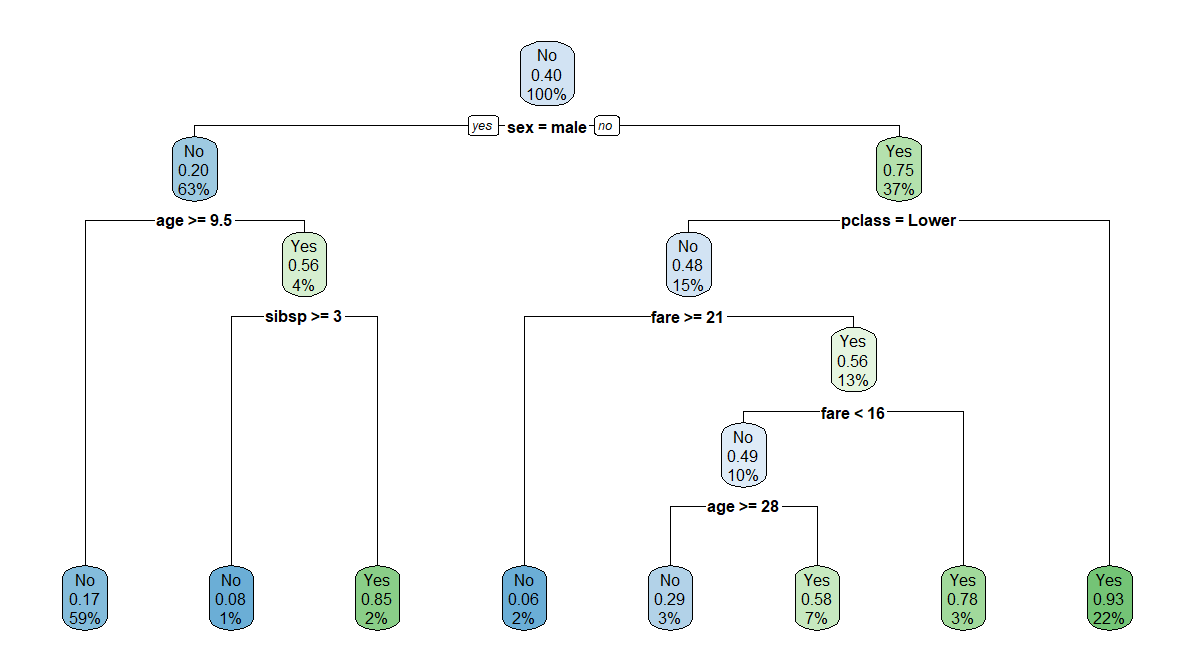 No
0.40
100%
yes sex = male no
No
0.20
63%
Yes
0.75
37%
age >= 9.5
pclass = Lower
Yes
0.56
4%
No
0.48
15%
sibsp >= 3
fare >= 21
Yes
0.56
13%
fare < 16
No
0.49
10%
age >= 28
No
0.17
59%
No
0.08
1%
Yes
0.85
2%
No
0.06
2%
No
0.29
3%
Yes
0.58
7%
Yes
0.78
3%
Yes
0.93
22%